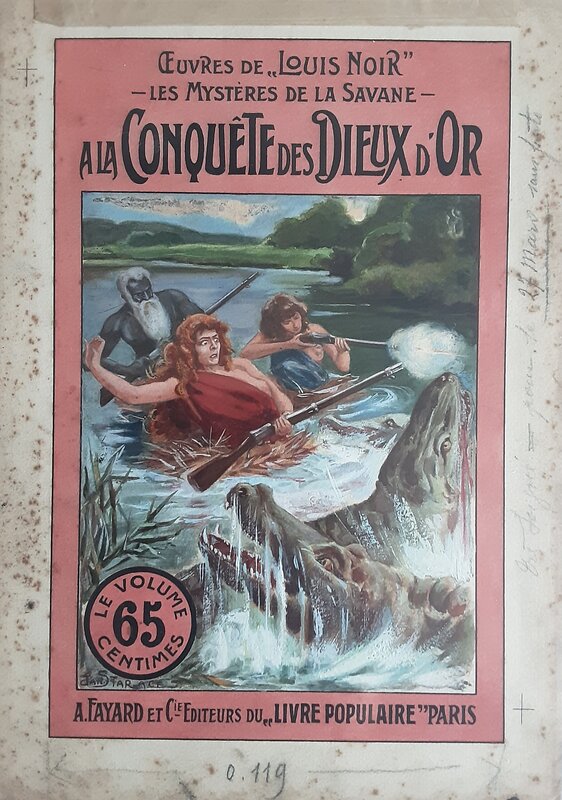 ŒUVRES DE „LOUIS NOIR”
– LES MYSTÈRES DE LA SAVANE –
A LA CONQUÊTE DES DIEUX D'OR
LE VOLUME
65
CENTIMES
A. FAYARD ET Cie EDITEURS DU „LIVRE POPULAIRE” PARIS
0.119